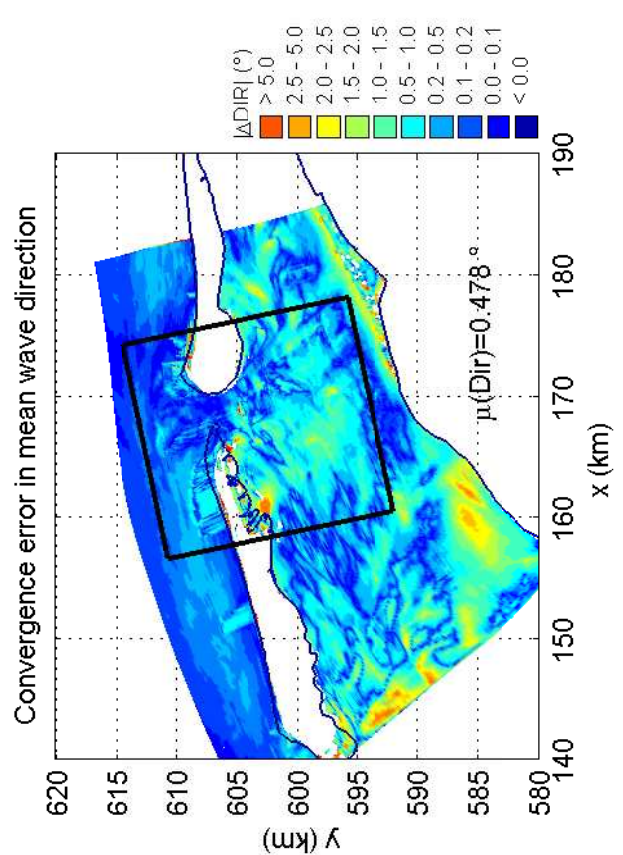 Convergence error in mean wave direction
620
615
610
605
600
595
590
585
580
y (km)
140
150
160
170
180
190
x (km)
μ(Dir)=0.478 °
|ΔDIR| (°)
> 5.0
2.5 - 5.0
2.0 - 2.5
1.5 - 2.0
1.0 - 1.5
0.5 - 1.0
0.2 - 0.5
0.1 - 0.2
0.0 - 0.1
< 0.0